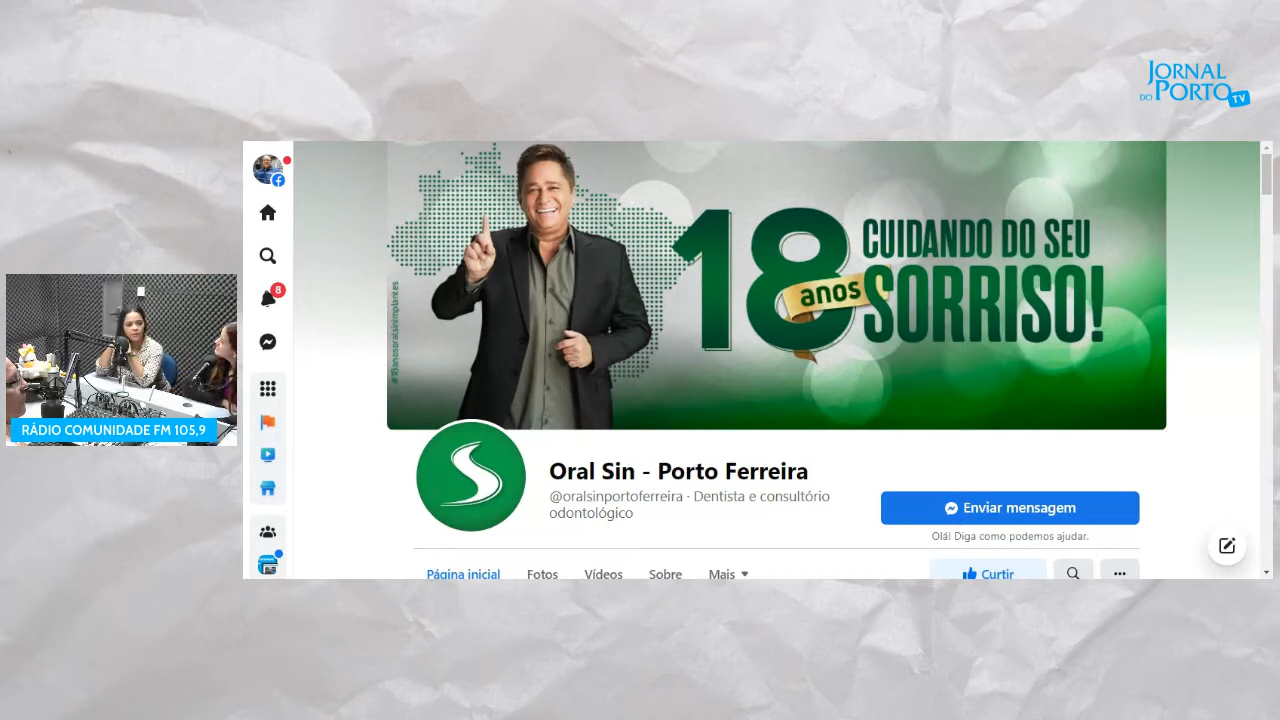 JORNAL
DO PORTO TV
#18anosoralsinimplantes
18 anos
CUIDANDO DO SEU
SORRISO!
8
RÁDIO COMUNIDADE FM 105,9
Oral Sin - Porto Ferreira
@oralsinportoferreira · Dentista e consultório
odontológico
Enviar mensagem
Olá! Diga como podemos ajudar.
Página inicial Fotos Vídeos Sobre Mais
Curtir